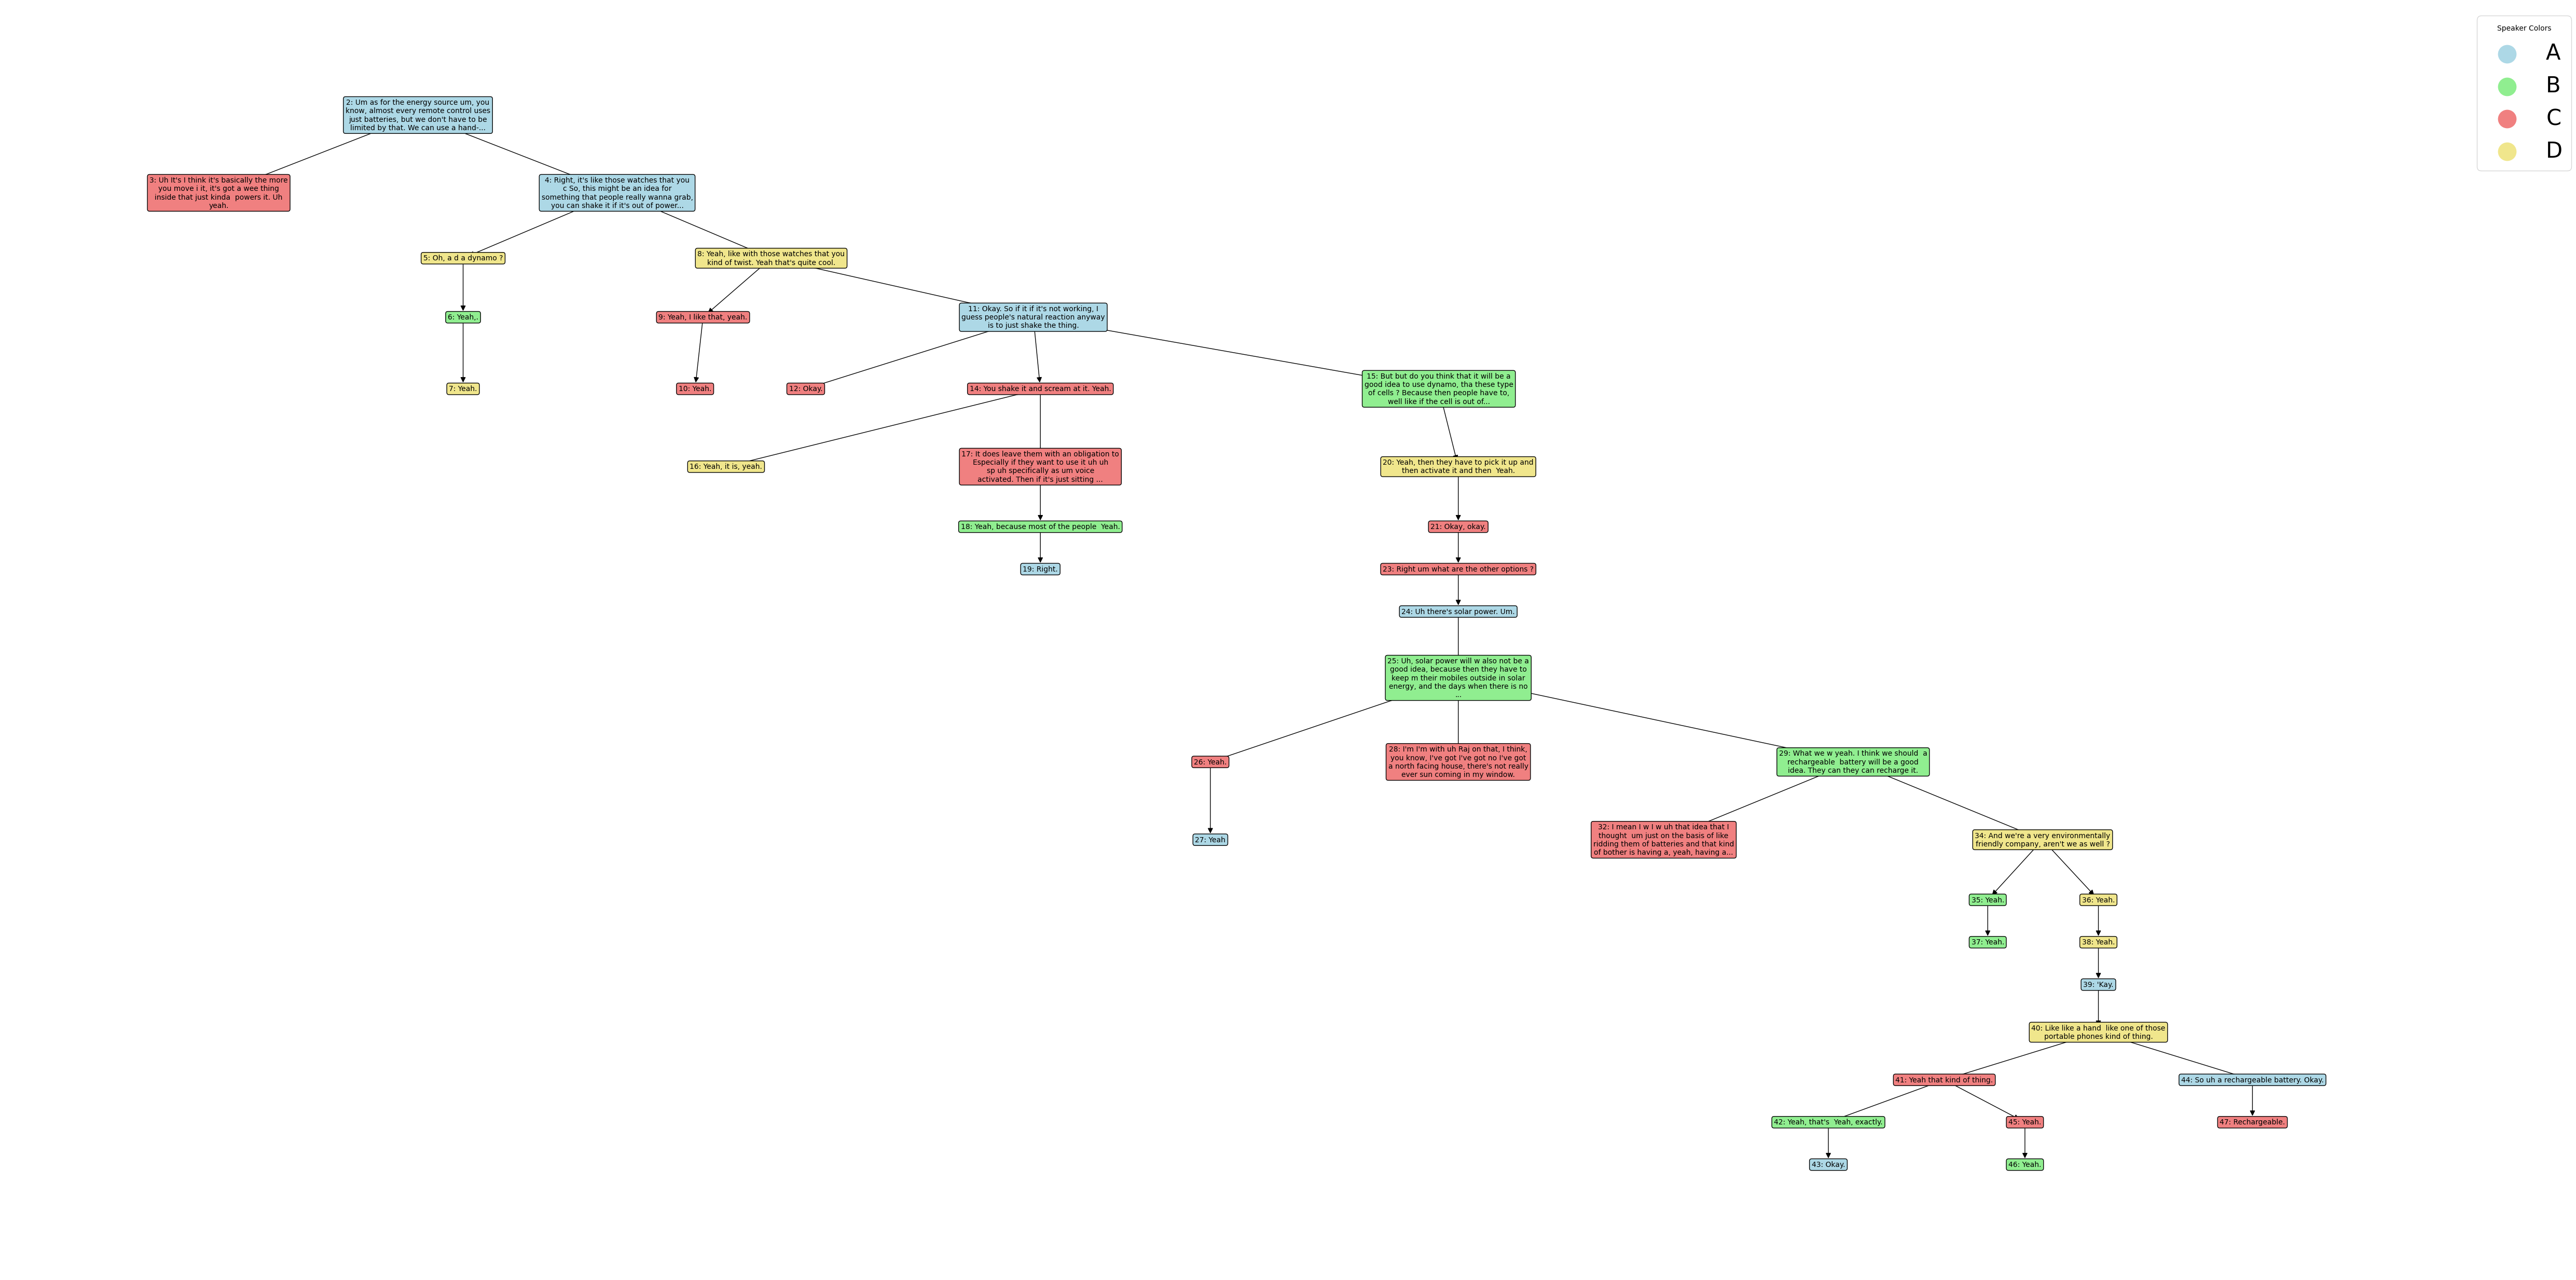 Speaker Colors
A
B
C
D
2: Um as for the energy source um, you
know, almost every remote control uses
just batteries, but we don't have to be
limited by that. We can use a hand-...
3: Uh It's I think it's basically the more
you move i it, it's got a wee thing
inside that just kinda  powers it. Uh
yeah.
4: Right, it's like those watches that you
c So, this might be an idea for
something that people really wanna grab,
you can shake it if it's out of power...
5: Oh, a d a dynamo ?
8: Yeah, like with those watches that you
kind of twist. Yeah that's quite cool.
6: Yeah,.
9: Yeah, I like that, yeah.
11: Okay. So if it if it's not working, I
guess people's natural reaction anyway
is to just shake the thing.
7: Yeah.
10: Yeah.
12: Okay.
14: You shake it and scream at it. Yeah.
15: But but do you think that it will be a
good idea to use dynamo, tha these type
of cells ? Because then people have to,
well like if the cell is out of...
16: Yeah, it is, yeah.
17: It does leave them with an obligation to
Especially if they want to use it uh uh
sp uh specifically as um voice
activated. Then if it's just sitting ...
20: Yeah, then they have to pick it up and
then activate it and then  Yeah.
18: Yeah, because most of the people  Yeah.
21: Okay, okay.
19: Right.
23: Right um what are the other options ?
24: Uh there's solar power. Um.
25: Uh, solar power will w also not be a
good idea, because then they have to
keep m their mobiles outside in solar
energy, and the days when there is no
...
26: Yeah.
28: I'm I'm with uh Raj on that, I think,
you know, I've got I've got no I've got
a north facing house, there's not really
ever sun coming in my window.
29: What we w yeah. I think we should  a
rechargeable  battery will be a good
idea. They can they can recharge it.
27: Yeah
32: I mean I w I w uh that idea that I
thought  um just on the basis of like
ridding them of batteries and that kind
of bother is having a, yeah, having a...
34: And we're a very environmentally
friendly company, aren't we as well ?
35: Yeah.
36: Yeah.
37: Yeah.
38: Yeah.
39: 'Kay.
40: Like like a hand  like one of those
portable phones kind of thing.
41: Yeah that kind of thing.
44: So uh a rechargeable battery. Okay.
42: Yeah, that's  Yeah, exactly.
45: Yeah.
47: Rechargeable.
43: Okay.
46: Yeah.